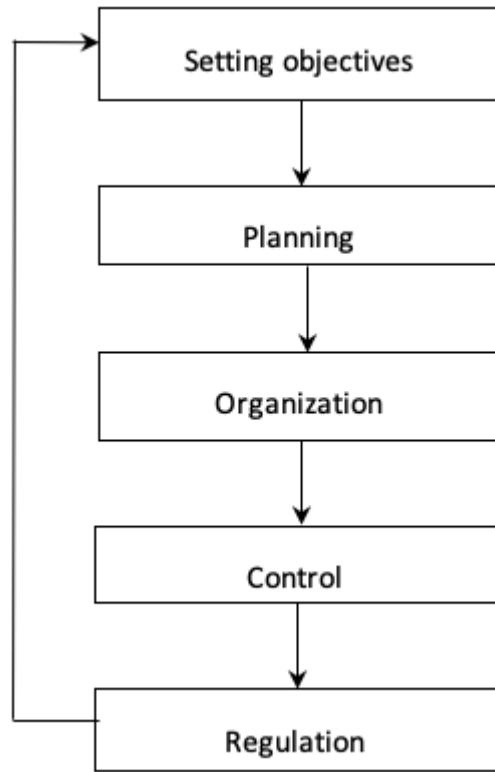 Setting objectives
Planning
Organization
Control
Regulation